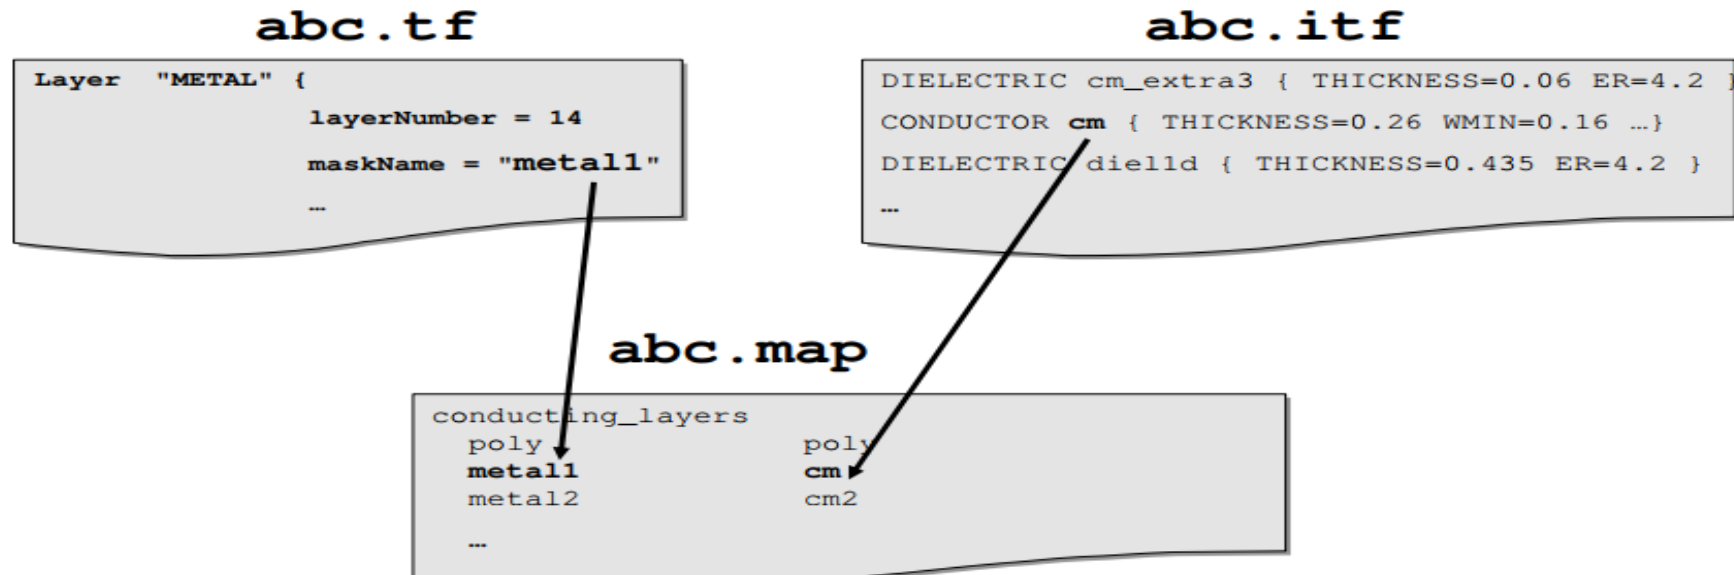 abc.tf
Layer "METAL" {
layerNumber = 14
maskName = "metal1"
…
abc.itf
DIELECTRIC cm_extra3 { THICKNESS=0.06 ER=4.2 }
CONDUCTOR cm { THICKNESS=0.26 WMIN=0.16 …}
DIELECTRIC diel1d { THICKNESS=0.435 ER=4.2 }
…
abc.map
conducting_layers
poly poly
metal1 cm
metal2 cm2
…